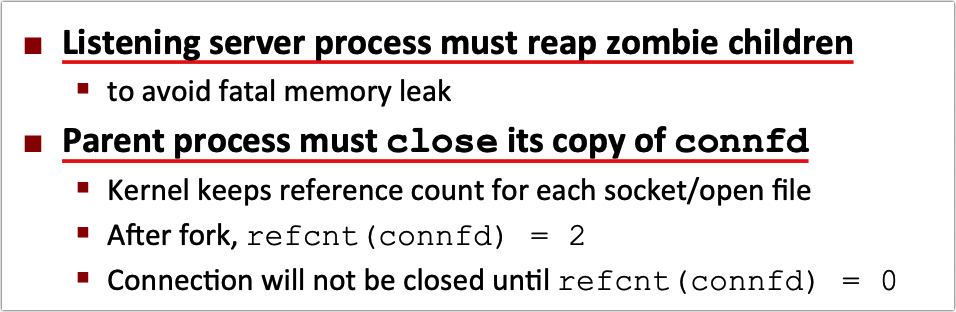 Listening server process must reap zombie children
to avoid fatal memory leak
Parent process must close its copy of connfd
Kernel keeps reference count for each socket/open file
After fork, refcnt(connfd) = 2
Connection will not be closed until refcnt(connfd) = 0